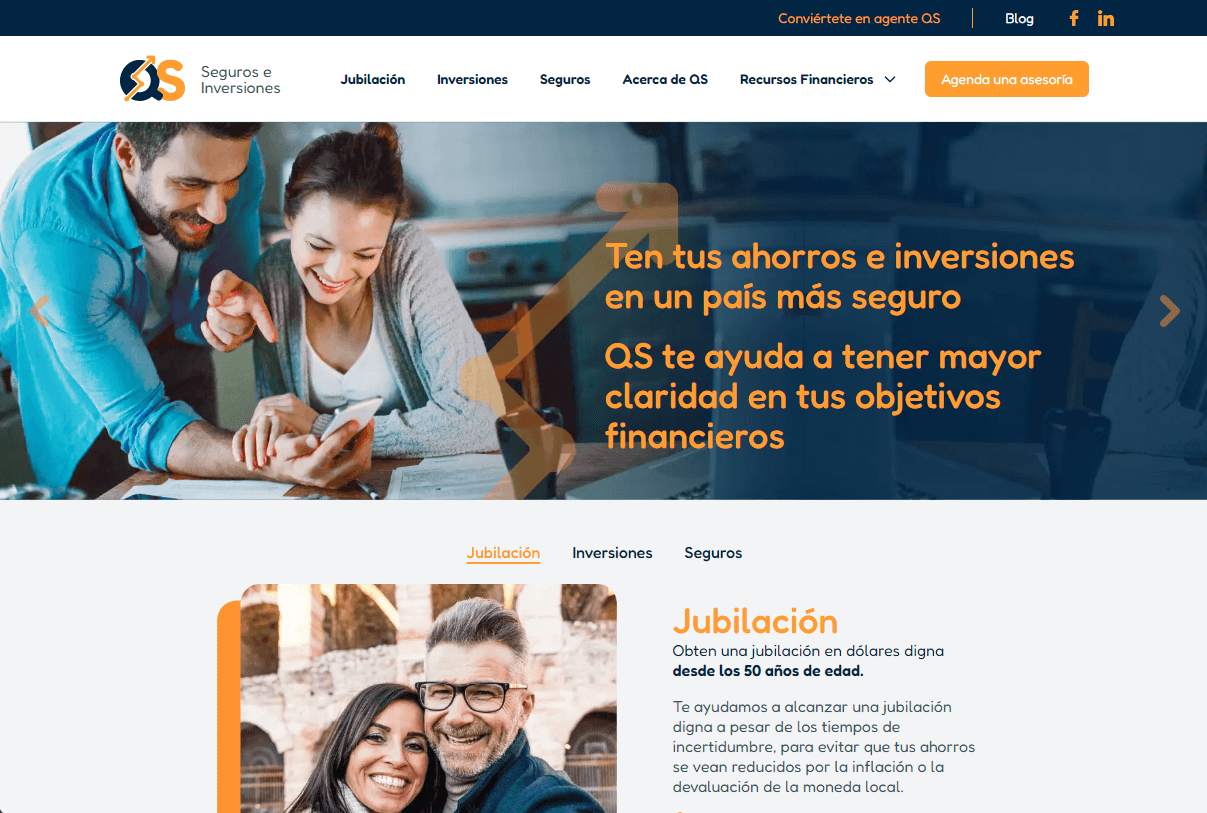 Conviértete en agente QS
Blog
QS
Seguros e
Inversiones
Jubilación
Inversiones
Seguros
Acerca de QS
Recursos Financieros
Agenda una asesoría
Ten tus ahorros e inversiones
en un país más seguro
QS te ayuda a tener mayor
claridad en tus objetivos
financieros
Jubilación
Inversiones
Seguros
Jubilación
Obten una jubilación en dólares digna
desde los 50 años de edad.
Te ayudamos a alcanzar una jubilación
digna a pesar de los tiempos de
incertidumbre, para evitar que tus ahorros
se vean reducidos por la inflación o la
devaluación de la moneda local.